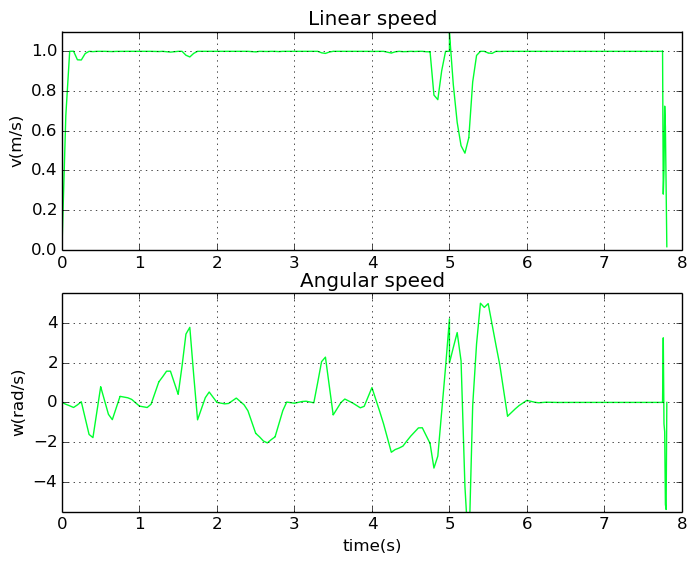 Linear speed
1.0
0.8
0.6
0.4
0.2
0.0
v(m/s)
0 1 2 3 4 5 6 7 8
Angular speed
4
2
0
−2
−4
w(rad/s)
0 1 2 3 4 5 6 7 8
time(s)